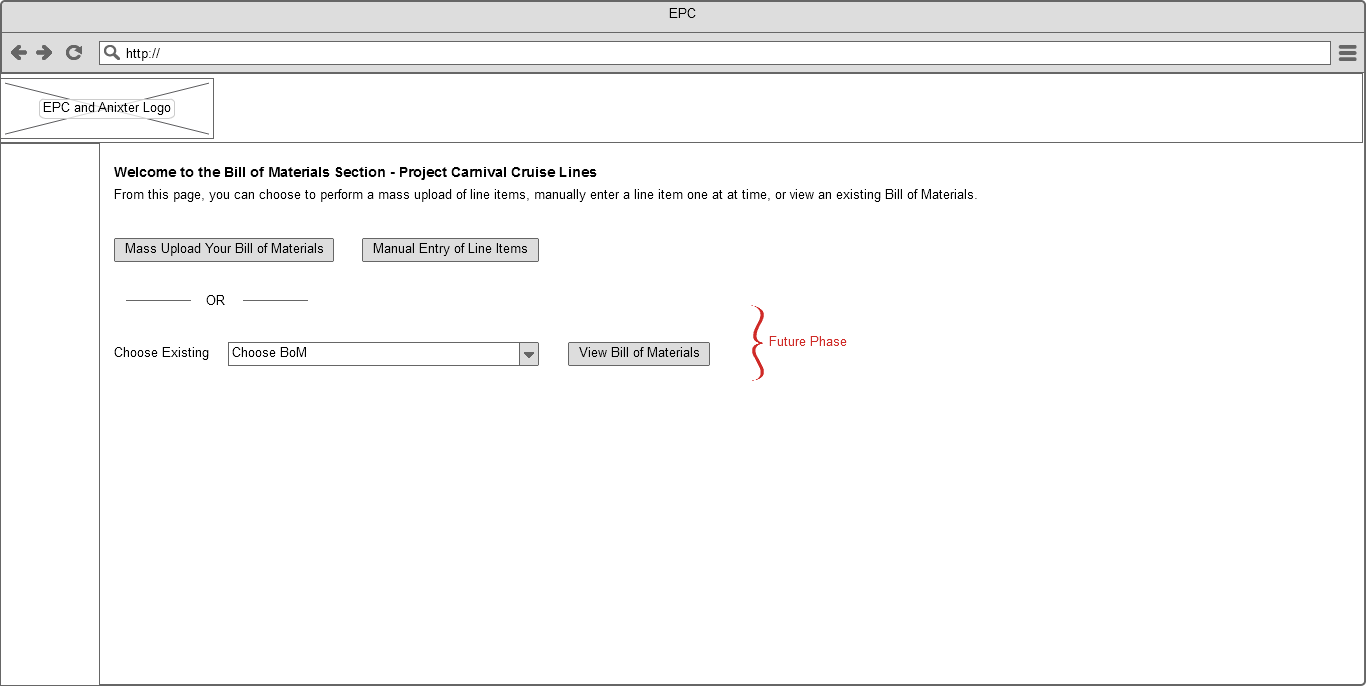 EPC
http://
EPC and Anixter Logo
Welcome to the Bill of Materials Section - Project Carnival Cruise Lines
From this page, you can choose to perform a mass upload of line items, manually enter a line item one at at time, or view an existing Bill of Materials.
Mass Upload Your Bill of Materials
Manual Entry of Line Items
OR
Choose Existing
Choose BoM
View Bill of Materials
Future Phase